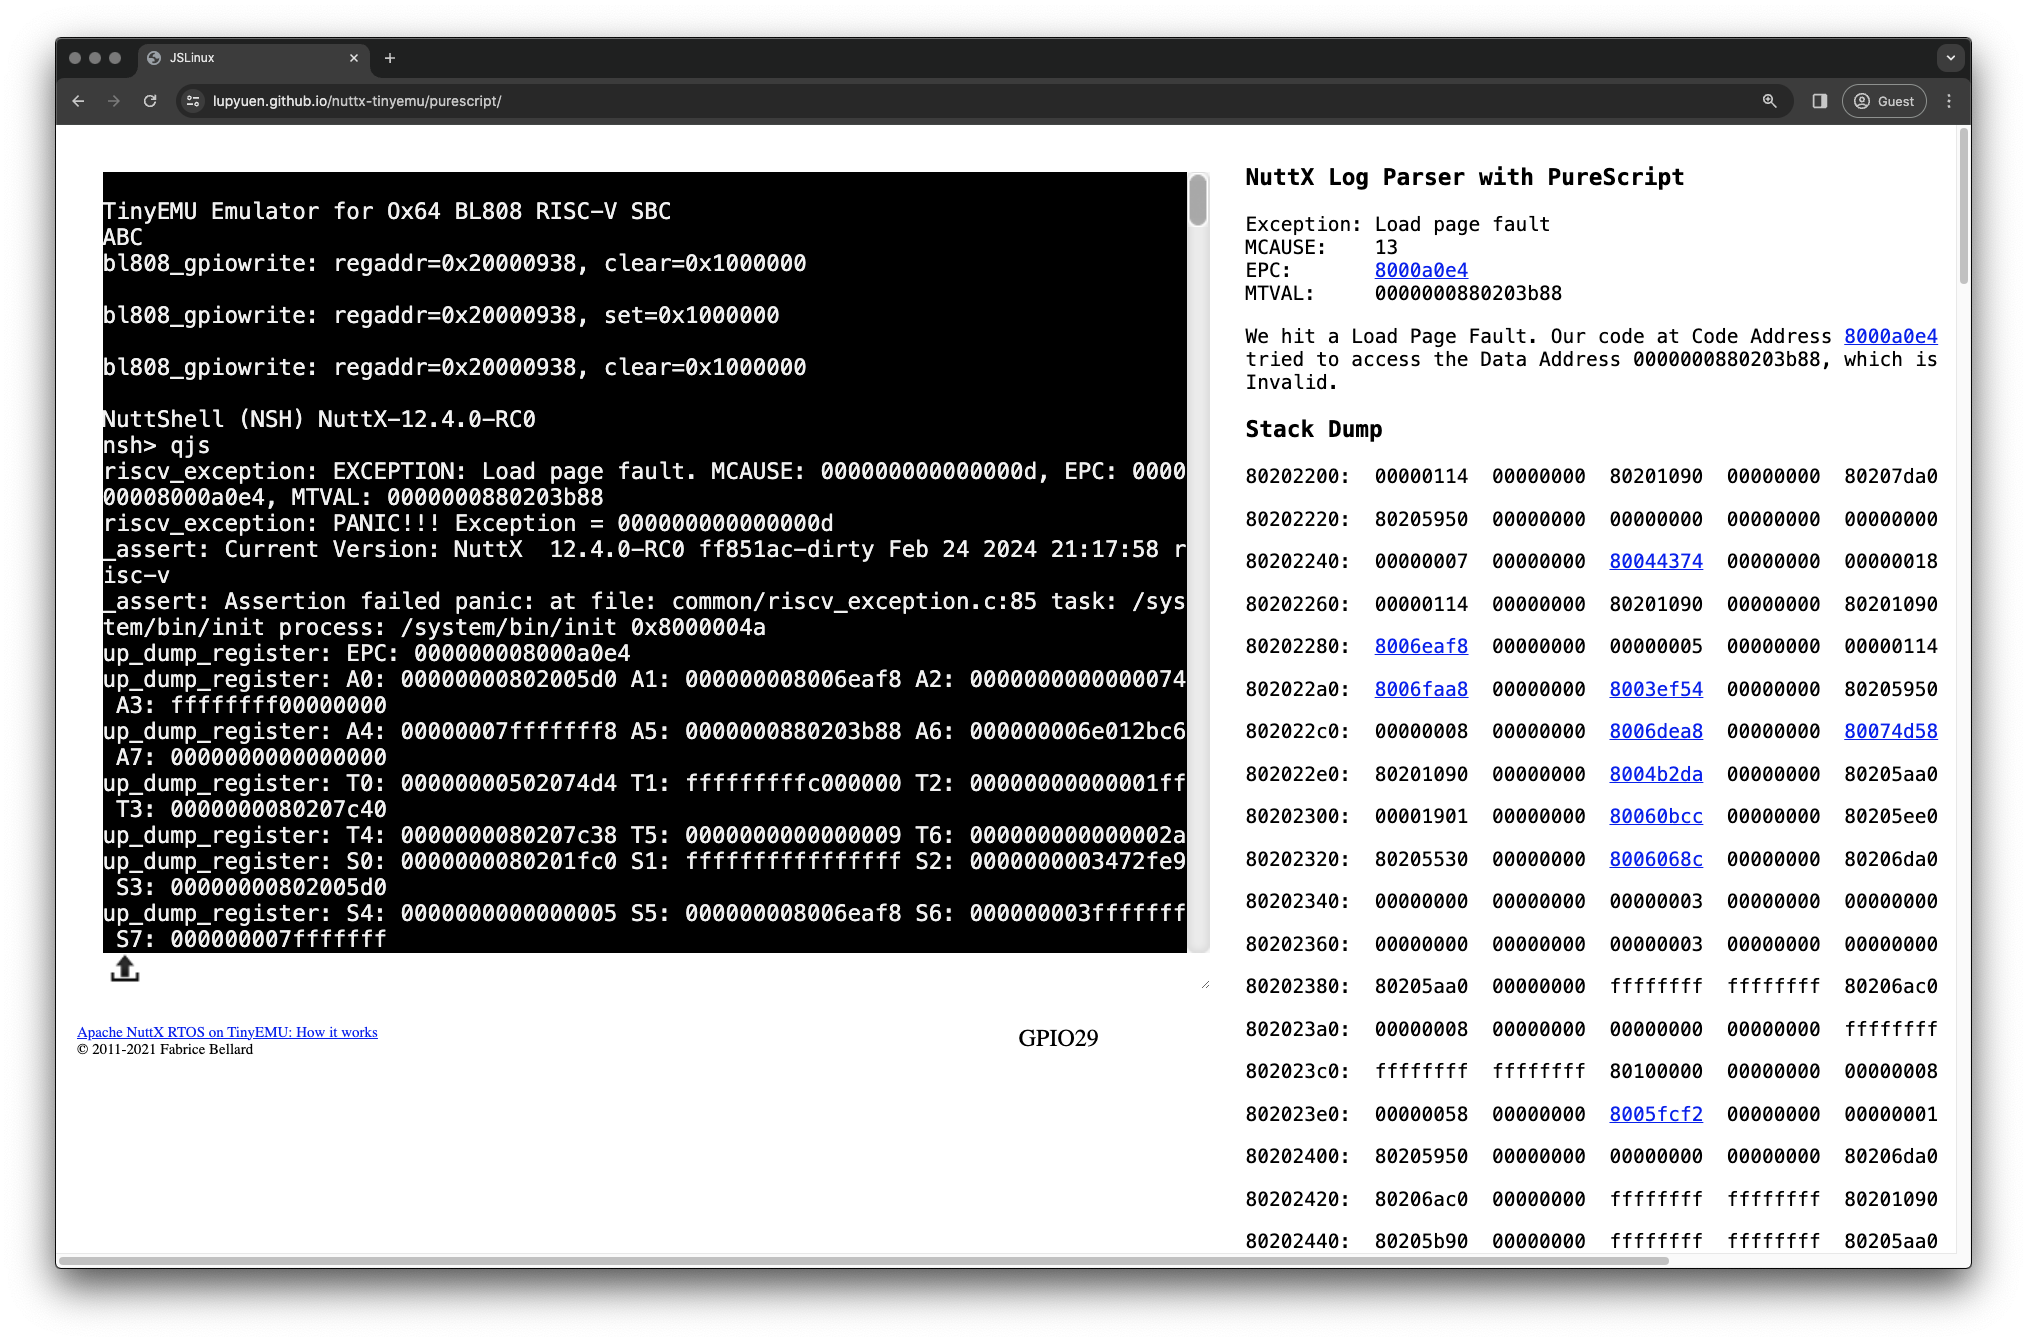 JSLinux
lupyuen.github.io/nuttx-tinyemu/purescript/
Guest
TinyEMU Emulator for Ox64 BL808 RISC-V SBC
ABC
bl808_gpiowrite: regaddr=0x20000938, clear=0x1000000
bl808_gpiowrite: regaddr=0x20000938, set=0x1000000
bl808_gpiowrite: regaddr=0x20000938, clear=0x1000000
NuttShell (NSH) NuttX-12.4.0-RC0
nsh> qjs
riscv_exception: EXCEPTION: Load page fault. MCAUSE: 000000000000000d, EPC: 0000
00008000a0e4, MTVAL: 0000000880203b88
riscv_exception: PANIC!!! Exception = 000000000000000d
_assert: Current Version: NuttX  12.4.0-RC0 ff851ac-dirty Feb 24 2024 21:17:58 r
isc-v
_assert: Assertion failed panic: at file: common/riscv_exception.c:85 task: /sys
tem/bin/init process: /system/bin/init 0x8000004a
up_dump_register: EPC: 000000008000a0e4
up_dump_register: A0: 00000000802005d0 A1: 000000008006eaf8 A2: 0000000000000074
A3: ffffffff00000000
up_dump_register: A4: 00000007fffffff8 A5: 0000000880203b88 A6: 000000006e012bc6
A7: 0000000000000000
up_dump_register: T0: 00000000502074d4 T1: fffffffffc000000 T2: 00000000000001ff
T3: 0000000080207c40
up_dump_register: T4: 0000000080207c38 T5: 0000000000000009 T6: 000000000000002a
up_dump_register: S0: 0000000080201fc0 S1: ffffffffffffffff S2: 0000000003472fe9
S3: 00000000802005d0
up_dump_register: S4: 0000000000000005 S5: 000000008006eaf8 S6: 000000003fffffff
S7: 000000007fffffff
Apache NuttX RTOS on TinyEMU: How it works
© 2011-2021 Fabrice Bellard
GPIO29
NuttX Log Parser with PureScript
Exception: Load page fault
MCAUSE: 13
EPC: 8000a0e4
MTVAL: 0000000880203b88
We hit a Load Page Fault. Our code at Code Address 8000a0e4
tried to access the Data Address 0000000880203b88, which is
Invalid.
Stack Dump
80202200: 00000114 00000000 80201090 00000000 80207da0
80202220: 80205950 00000000 00000000 00000000 00000000
80202240: 00000007 00000000 80044374 00000000 00000018
80202260: 00000114 00000000 80201090 00000000 80201090
80202280: 8006eaf8 00000000 00000005 00000000 00000114
802022a0: 8006faa8 00000000 8003ef54 00000000 80205950
802022c0: 00000008 00000000 8006dea8 00000000 80074d58
802022e0: 80201090 00000000 8004b2da 00000000 80205aa0
80202300: 00001901 00000000 80060bcc 00000000 80205ee0
80202320: 80205530 00000000 8006068c 00000000 80206da0
80202340: 00000000 00000000 00000003 00000000 00000000
80202360: 00000000 00000000 00000003 00000000 00000000
80202380: 80205aa0 00000000 ffffffff ffffffff 80206ac0
802023a0: 00000008 00000000 00000000 00000000 ffffffff
802023c0: ffffffff ffffffff 80100000 00000000 00000008
802023e0: 00000058 00000000 8005fcf2 00000000 00000001
80202400: 80205950 00000000 00000000 00000000 80206da0
80202420: 80206ac0 00000000 ffffffff ffffffff 80201090
80202440: 80205b90 00000000 ffffffff ffffffff 80205aa0